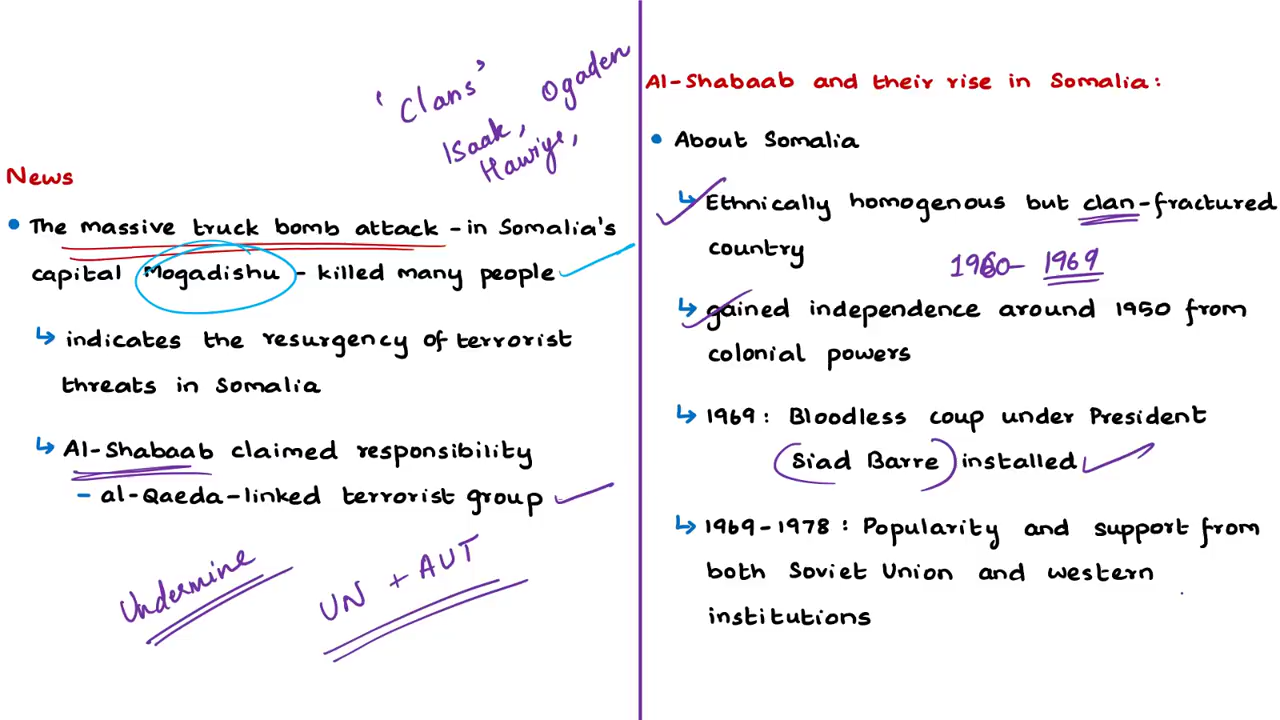 'Clans'
Isaak, Ogaden
Hawiye,
News
• The massive truck bomb attack - in Somalia's
capital Mogadishu - killed many people
↳ indicates the resurgency of terrorist
threats in Somalia
↳ Al-Shabaab claimed responsibility
- al-Qaeda-linked terrorist group
Undermine
UN + AUT
Al-Shabaab and their rise in Somalia:
• About Somalia
↳ Ethnically homogenous but clan-fractured
country
1960- 1969
↳ gained independence around 1950 from
colonial powers
↳ 1969: Bloodless coup under President
Siad Barre installed
↳ 1969-1978: Popularity and support from
both Soviet Union and western
institutions